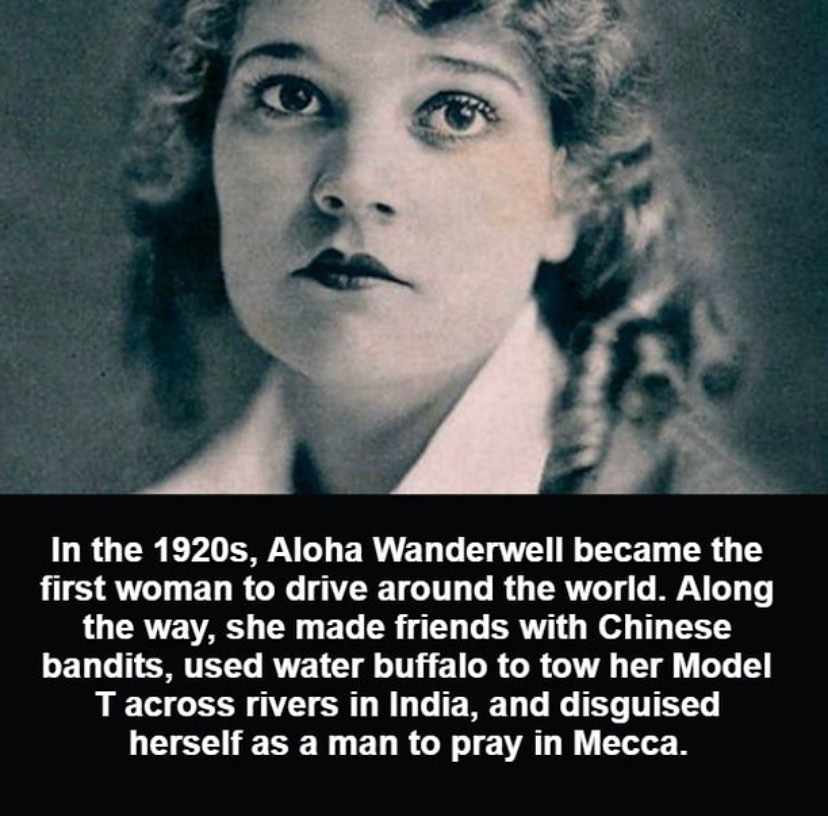 In the 1920s, Aloha Wanderwell became the
first woman to drive around the world. Along
the way, she made friends with Chinese
bandits, used water buffalo to tow her Model
T across rivers in India, and disguised
herself as a man to pray in Mecca.